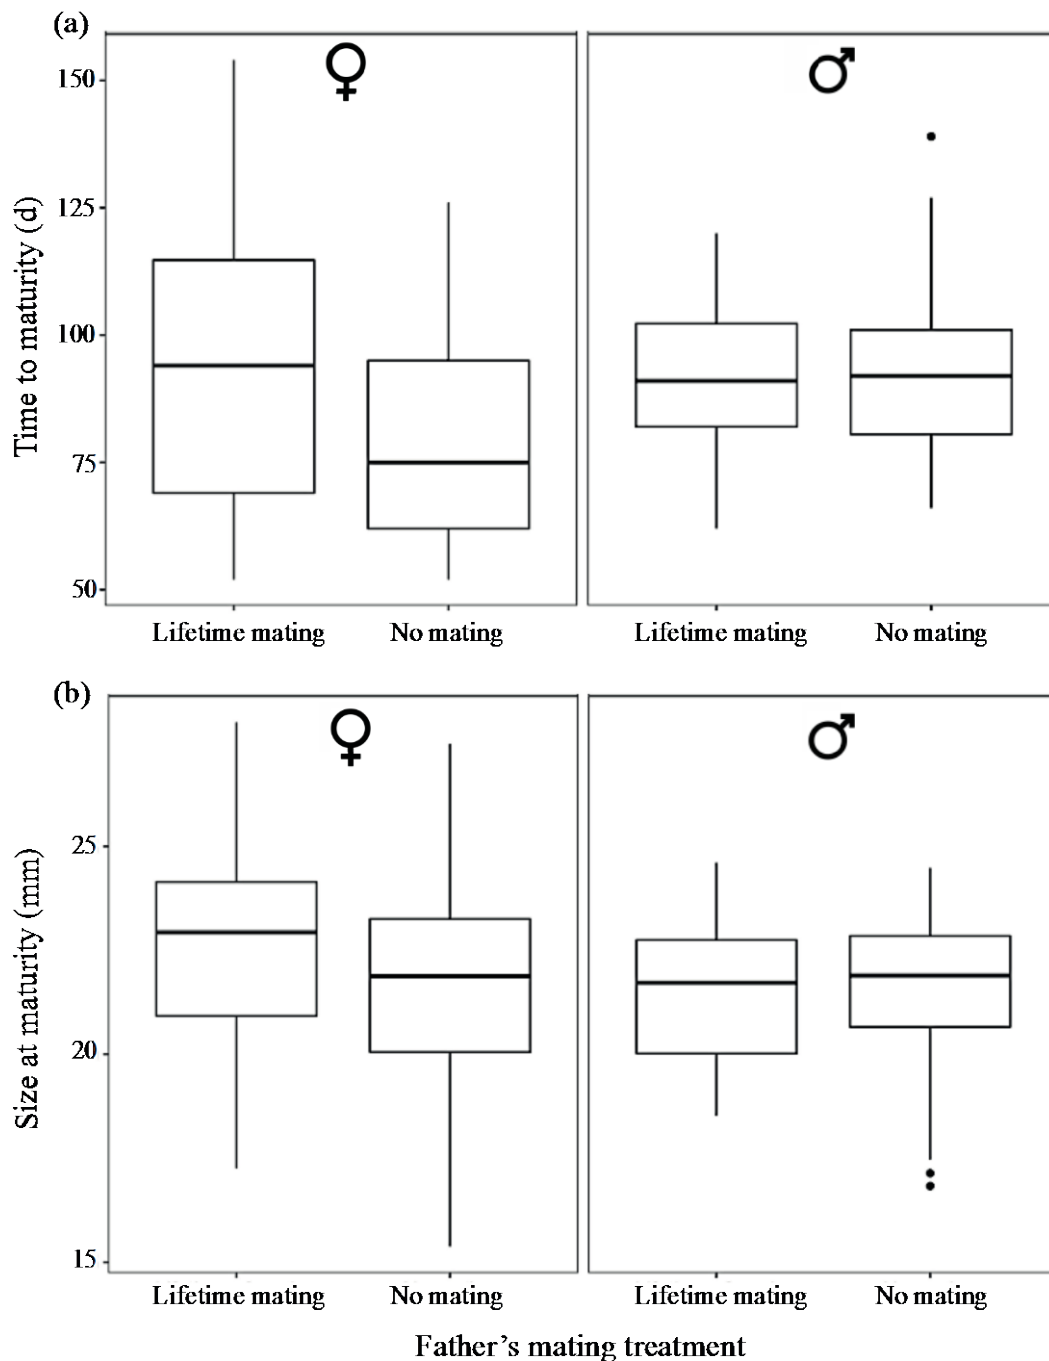 (a)
♀
♂
150
125
100
75
50
Time to maturity (d)
Lifetime mating
No mating
Lifetime mating
No mating
(b)
♀
♂
25
20
15
Size at maturity (mm)
Lifetime mating
No mating
Lifetime mating
No mating
Father’s mating treatment